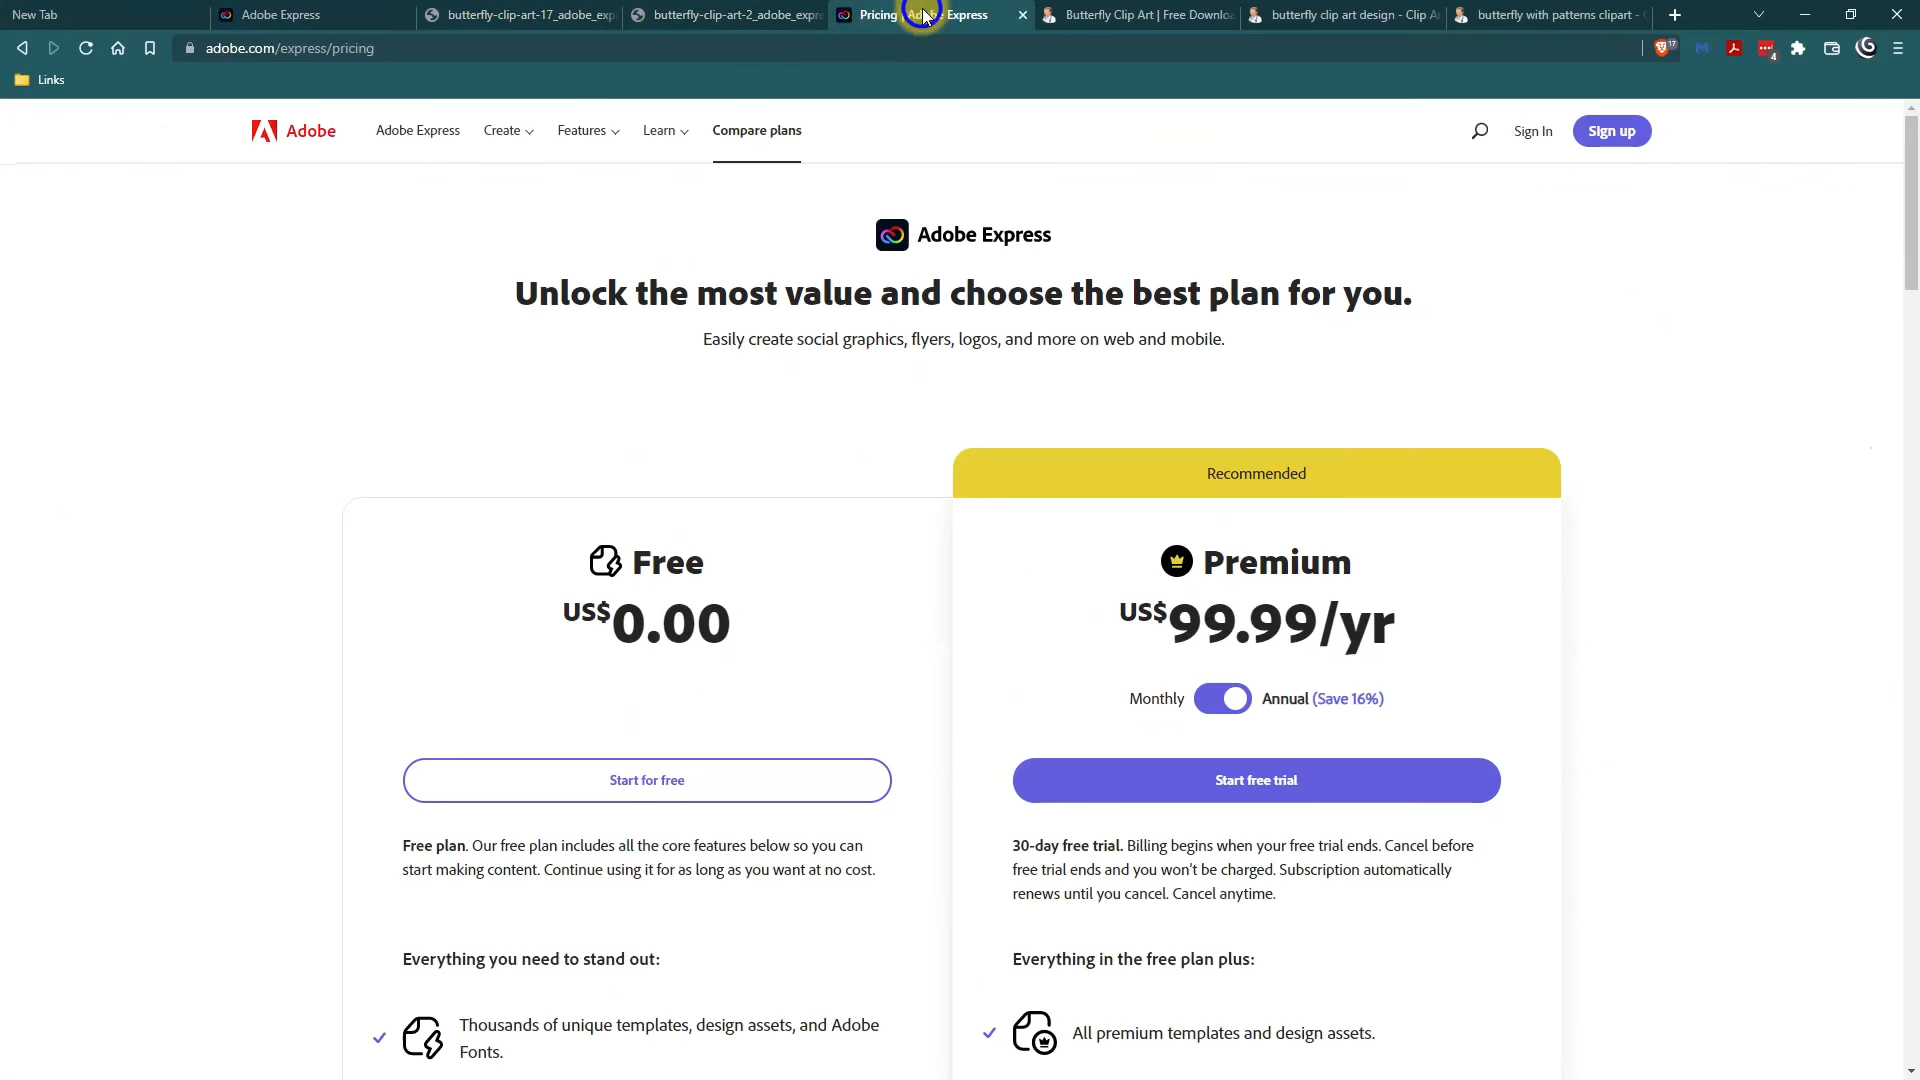 New Tab
Adobe Express
butterfly-clip-art-17_adobe_exp
butterfly-clip-art-2_adobe_expre
Pricing | Adobe Express
Butterfly Clip Art | Free Downloa
butterfly clip art design - Clip Ar
butterfly with patterns clipart -
adobe.com/express/pricing
17
4
Links
Adobe
Adobe Express
Create
Features
Learn
Compare plans
Sign In
Sign up
Adobe Express
Unlock the most value and choose the best plan for you.
Easily create social graphics, flyers, logos, and more on web and mobile.
Recommended
Free
US$0.00
Start for free
Free plan. Our free plan includes all the core features below so you can
start making content. Continue using it for as long as you want at no cost.
Everything you need to stand out:
Thousands of unique templates, design assets, and Adobe
Fonts.
Premium
US$99.99/yr
Monthly
Annual (Save 16%)
Start free trial
30-day free trial. Billing begins when your free trial ends. Cancel before
free trial ends and you won't be charged. Subscription automatically
renews until you cancel. Cancel anytime.
Everything in the free plan plus:
All premium templates and design assets.